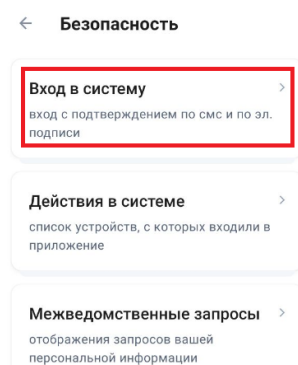 Безопасность
Вход в систему
вход с подтверждением по смс и по эл.
подписи
Действия в системе
список устройств, с которых входили в
приложение
Межведомственные запросы
отображения запросов вашей
персональной информации